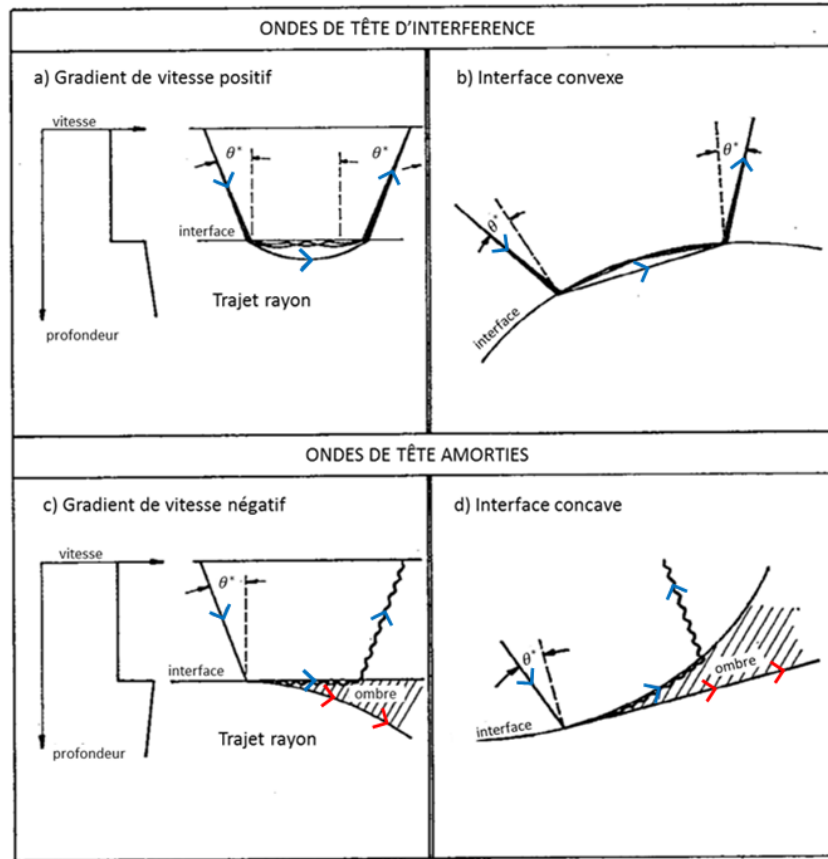 ONDES DE TÊTE D'INTERFERENCE
a) Gradient de vitesse positif
vitesse
θ*
θ*
interface
Trajet rayon
profondeur
b) Interface convexe
θ*
θ*
interface
ONDES DE TÊTE AMORTIES
c) Gradient de vitesse négatif
vitesse
θ*
interface
ombre
Trajet rayon
profondeur
d) Interface concave
θ*
ombre
interface